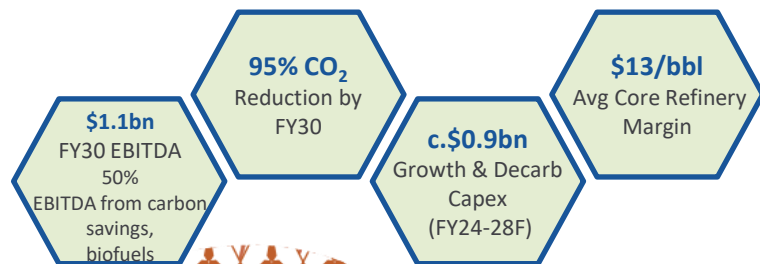 $1.1bn
FY30 EBITDA
50%
EBITDA from carbon
savings,
biofuels
95% CO₂
Reduction by
FY30
c.$0.9bn
Growth & Decarb
Capex
(FY24-28F)
$13/bbl
Avg Core Refinery
Margin